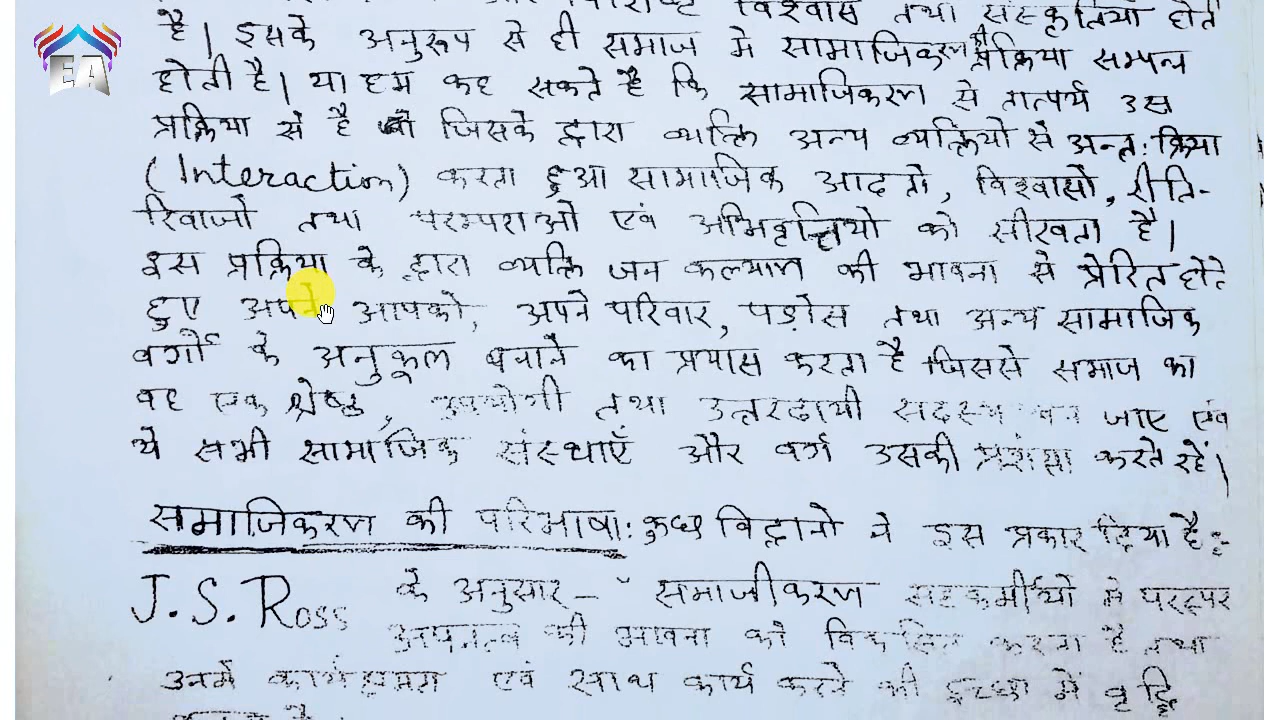 EA
विश्वास तथा संस्कृतियाँ होते
है। इसके अनुरूप से ही समाज मे सामाजिकरण की प्रक्रिया सम्पन्न
होती है। या हम कह सकते है कि सामाजिकरण से तात्पर्य उस
प्रक्रिया से है जिसके द्वारा व्यक्ति अन्य व्यक्तियों से अन्तः क्रिया
(Interaction) करता हुआ सामाजिक आदतो, विश्वासो, रीति-
रिवाजो तथा परम्पराओ एवं अभिवृत्तियो को सीखता है।
इस प्रक्रिया के द्वारा व्यक्ति जन कल्याण की भावना से प्रेरित होते
हुए अपने आपको, अपने परिवार, पड़ोस तथा अन्य सामाजिक
वर्गो के अनुकूल बनाने का प्रयास करता है जिससे समाज का
वह एक श्रेष्ठ, उपयोगी तथा उत्तरदायी सदस्य बन जाए एंव
ये सभी सामाजिक संस्थाएँ और वर्ग उसकी प्रशंसा करते रहें।
समाजिकरण की परिभाषा: कुछ विद्वानो ने इस प्रकार दिया है:-
J.S. Ross के अनुसार - " समाजीकरण सहकर्मीयों मे परस्पर
अपनत्व की भावना को विकसित करता है तथा
उनमे कार्यक्षमता एवं साथ कार्य करने की इच्छा मे वृद्धि